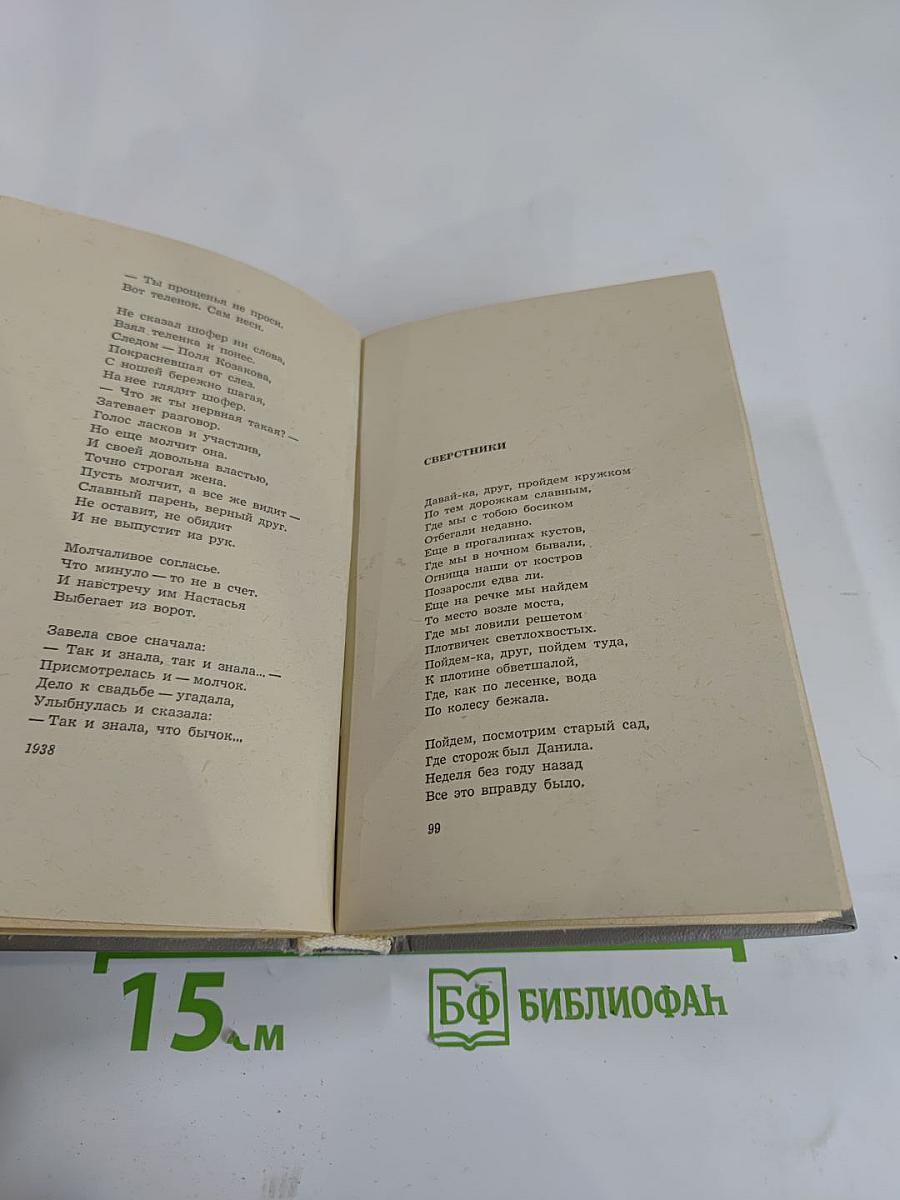 — Ты прощенья не проси.
Вот теленок. Сам неси.
Не сказал шофер ни слова,
Взял теленка и понес.
Следом — Поля Козакова,
Покрасневшая от слез.
С ношей бережно шагая,
На нее глядит шофер.
— Что ж ты нервная такая? —
Затевает разговор.
Голос ласков и участлив,
Но еще молчит она.
И своей довольна властью,
Точно строгая жена.
Пусть молчит, а все же видит —
Славный парень, верный друг.
Не оставит, не обидит
И не выпустит из рук.
Молчаливое согласье.
Что минуло — то не в счет.
И навстречу им Настасья
Выбегает из ворот.
Завела свое сначала:
— Так и знала, так и знала... —
Присмотрелась и — молчок.
Дело к свадьбе — угадала,
Улыбнулась и сказала:
— Так и знала, что бычок...
1938
СВЕРСТНИКИ
Давай-ка, друг, пройдем кружком
По тем дорожкам славным,
Где мы с тобою босиком
Отбегали недавно.
Еще в прогалинах кустов,
Где мы в ночном бывали,
Огнища наши от костров
Позаросли едва ли.
Еще на речке мы найдем
То место возле моста,
Где мы ловили решетом
Плотвичек светлохвостых.
Пойдем-ка, друг, пойдем туда,
К плотине обветшалой,
Где, как по лесенке, вода
По колесу бежала.
Пойдем, посмотрим старый сад,
Где сторож был Данила.
Неделя без году назад
Все это вправду было.
99
15 см
БФ БИБЛИОФАН